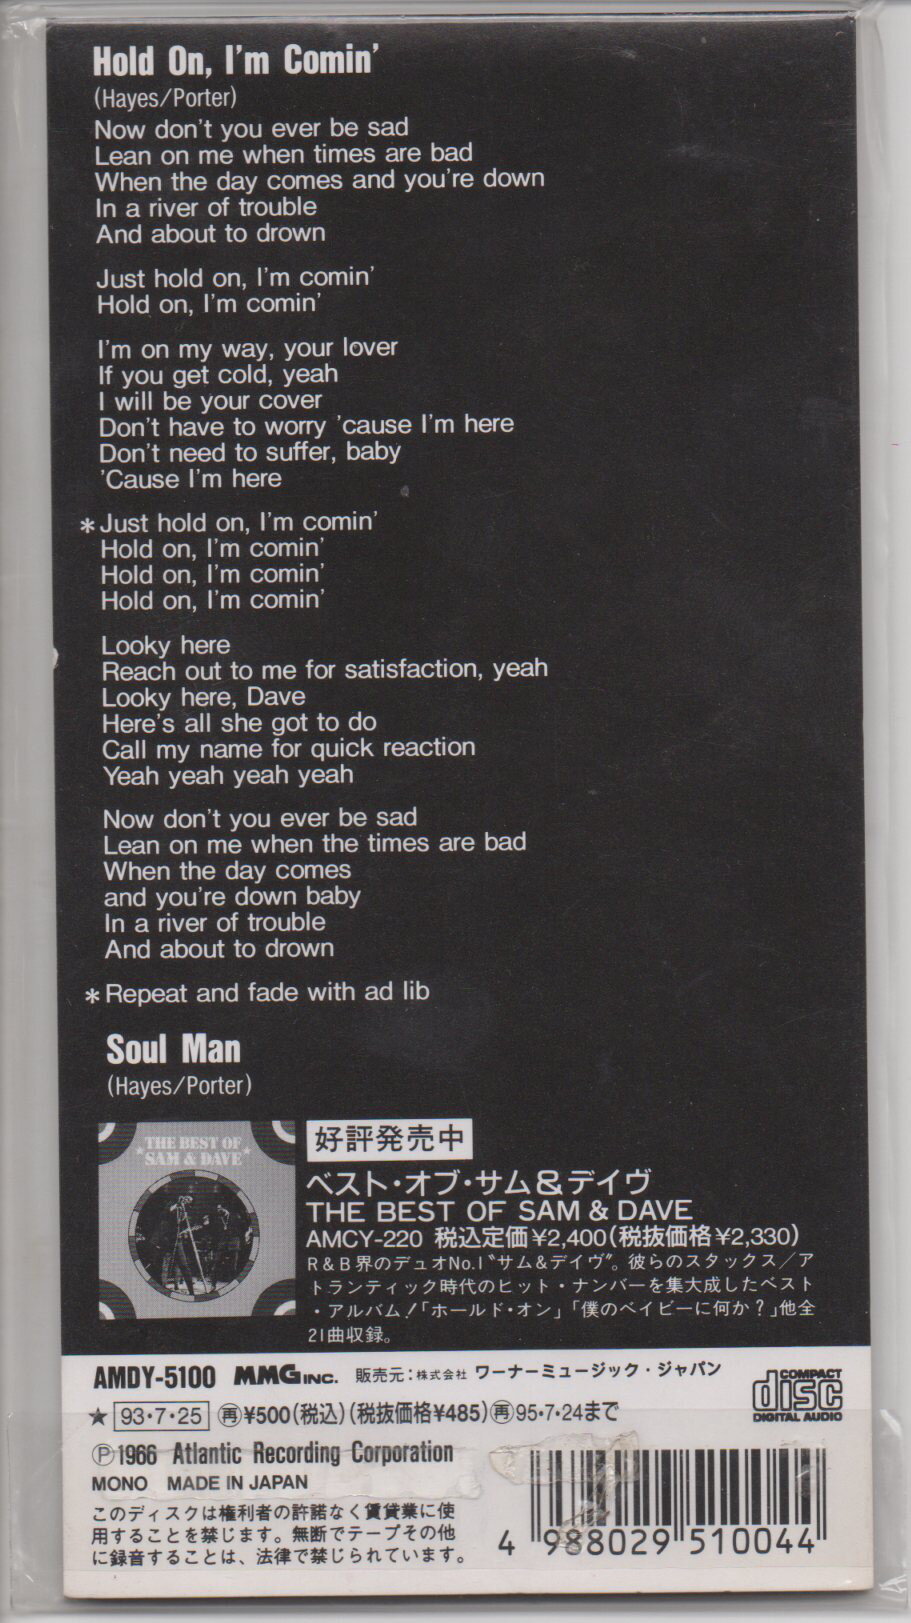 Hold On, I'm Comin'
(Hayes/Porter)
Now don't you ever be sad
Lean on me when times are bad
When the day comes and you're down
In a river of trouble
And about to drown
Just hold on, I'm comin'
Hold on, I'm comin'
I'm on my way, your lover
If you get cold, yeah
I will be your cover
Don't have to worry 'cause I'm here
Don't need to suffer, baby
'Cause I'm here
*Just hold on, I'm comin'
Hold on, I'm comin'
Hold on, I'm comin'
Hold on, I'm comin'
Looky here
Reach out to me for satisfaction, yeah
Looky here, Dave
Here's all she got to do
Call my name for quick reaction
Yeah yeah yeah yeah
Now don't you ever be sad
Lean on me when the times are bad
When the day comes
and you're down baby
In a river of trouble
And about to drown
*Repeat and fade with ad lib
Soul Man
(Hayes/Porter)
THE BEST OF
SAM & DAVE
好評発売中
ベスト・オブ・サム&デイヴ
THE BEST OF SAM & DAVE
AMCY-220 税込定価¥2,400(税抜価格¥2,330)
R&B界のデュオNo.1〝サム&デイヴ〟。彼らのスタックス/ア
トランティック時代のヒット・ナンバーを集大成したベスト
・アルバム!「ホールド・オン」「僕のベイビーに何か?」他全
21曲収録。
AMDY-5100 MMG INC. 販売元:株式会社 ワーナーミュージック・ジャパン
★ 93・7・25 ㊢¥500(税込)(税抜価格¥485)㊢95・7・24まで
Ⓟ1966 Atlantic Recording Corporation
MONO MADE IN JAPAN
このディスクは権利者の許諾なく賃貸業に使
用することを禁じます。無断でテープその他
に録音することは、法律で禁じられています。
COMPACT
disc
DIGITAL AUDIO
4 988029 510044